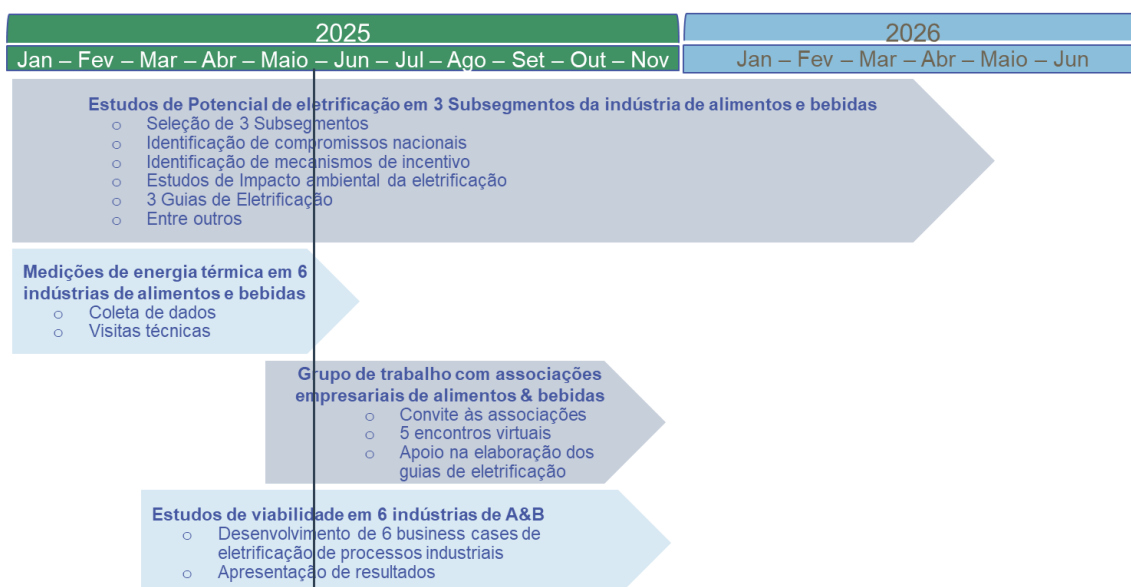 2025
2026
Jan – Fev – Mar – Abr – Maio – Jun – Jul – Ago – Set – Out – Nov
Jan – Fev – Mar – Abr – Maio – Jun
Estudos de Potencial de eletrificação em 3 Subsegmentos da indústria de alimentos e bebidas
o Seleção de 3 Subsegmentos
o Identificação de compromissos nacionais
o Identificação de mecanismos de incentivo
o Estudos de Impacto ambiental da eletrificação
o 3 Guias de Eletrificação
o Entre outros
Medições de energia térmica em 6
indústrias de alimentos e bebidas
o Coleta de dados
o Visitas técnicas
Grupo de trabalho com associações
empresariais de alimentos & bebidas
o Convite às associações
o 5 encontros virtuais
o Apoio na elaboração dos
guias de eletrificação
Estudos de viabilidade em 6 indústrias de A&B
o Desenvolvimento de 6 business cases de
eletrificação de processos industriais
o Apresentação de resultados